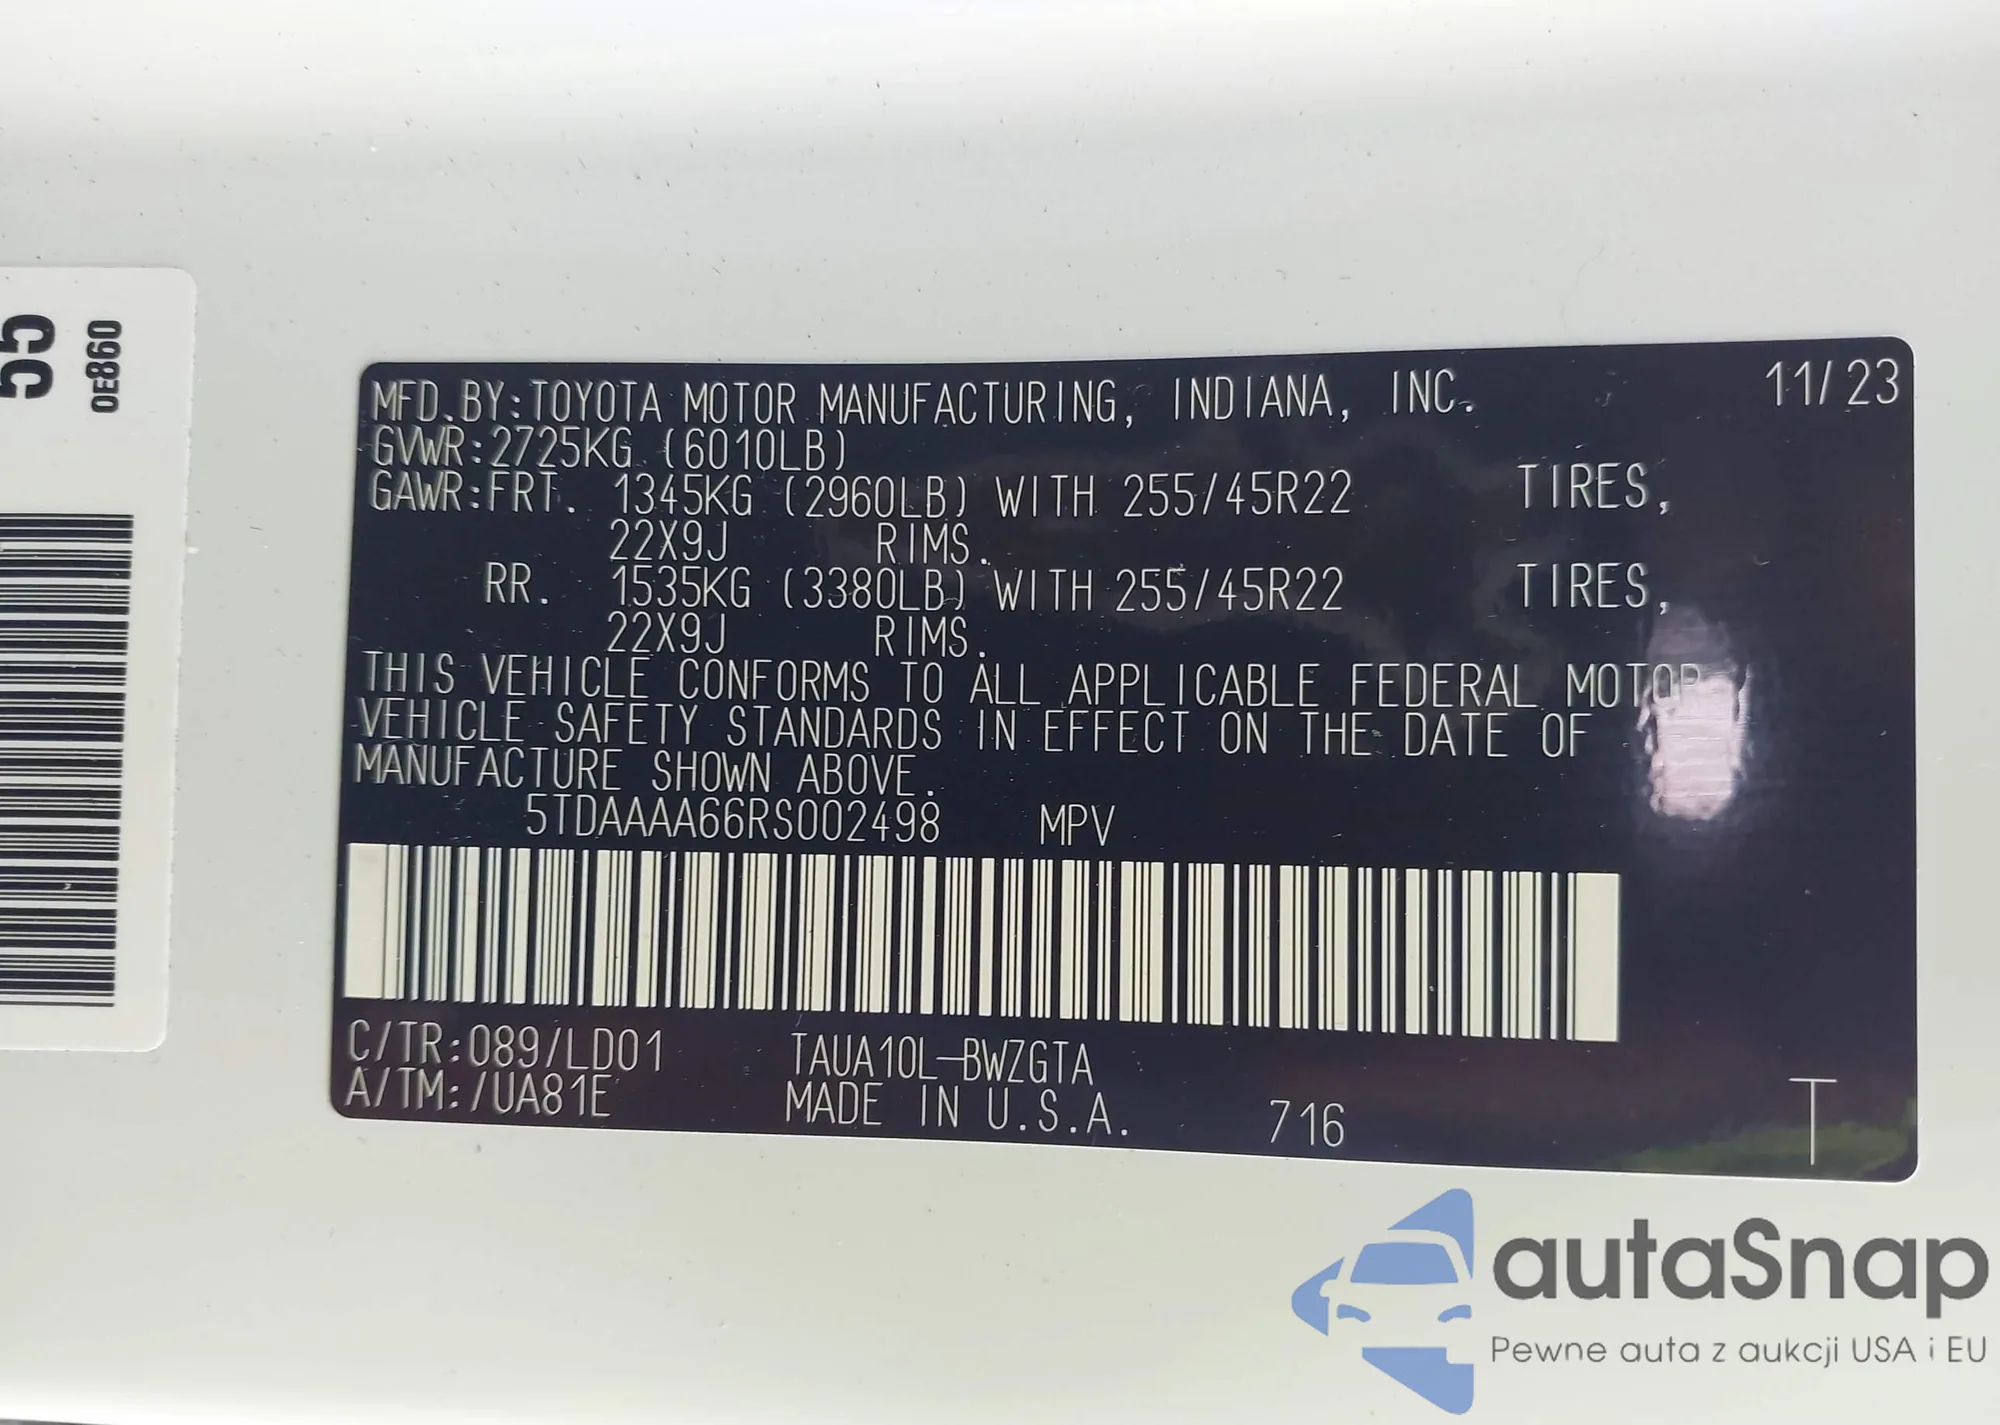 55
0E860
MFD.BY:TOYOTA MOTOR MANUFACTURING, INDIANA, INC. 11/23
GVWR:2725KG (6010LB)
GAWR:FRT. 1345KG (2960LB) WITH 255/45R22 TIRES,
22X9J RIMS.
RR. 1535KG (3380LB) WITH 255/45R22 TIRES,
22X9J RIMS.
THIS VEHICLE CONFORMS TO ALL APPLICABLE FEDERAL MOTOR
VEHICLE SAFETY STANDARDS IN EFFECT ON THE DATE OF
MANUFACTURE SHOWN ABOVE.
5TDAAAA66RS002498 MPV
C/TR:089/LD01 TAUA10L-BWZGTA
A/TM:/UA81E MADE IN U.S.A. 716 T
autaSnap
Pewne auta z aukcji USA i EU